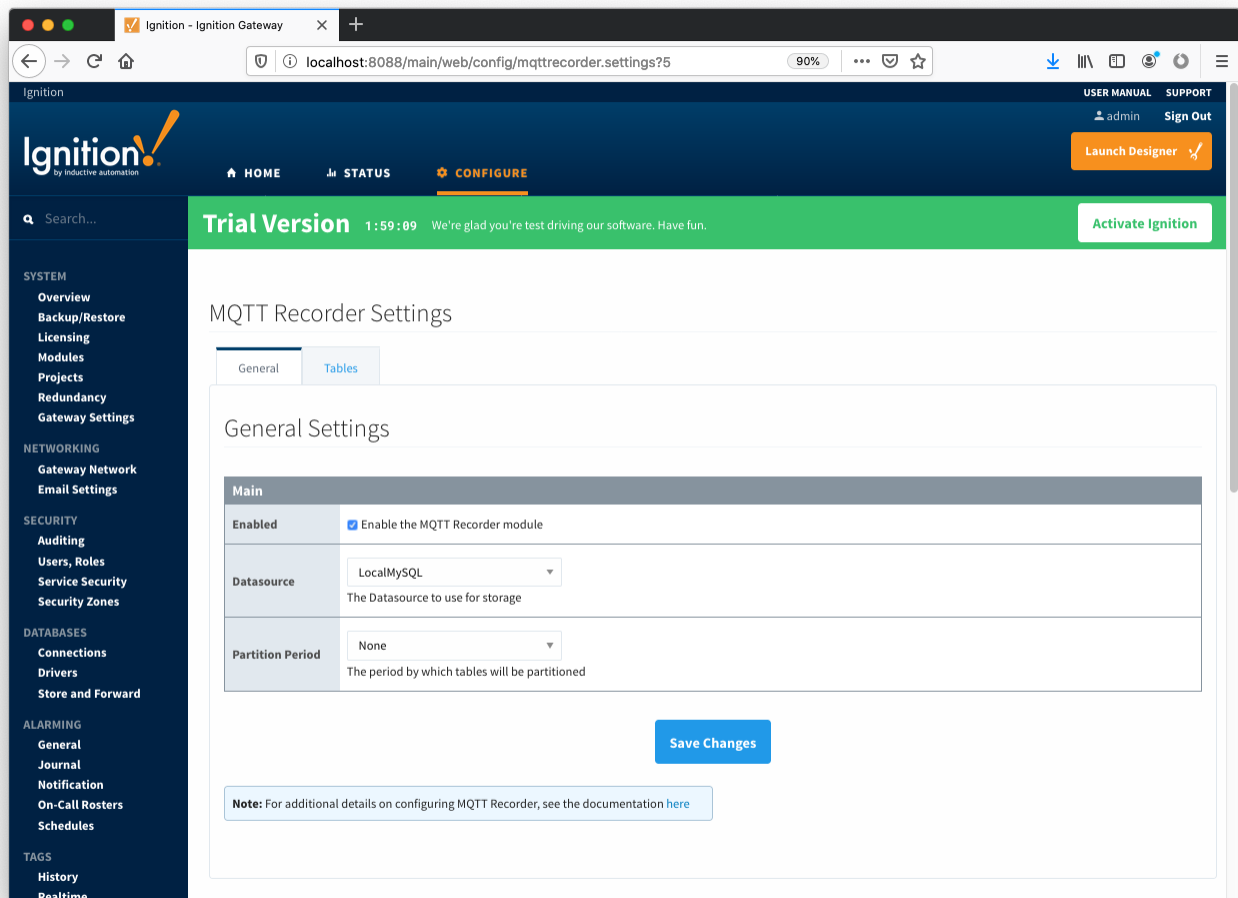 Ignition - Ignition Gateway
localhost:8088/main/web/config/mqttrecorder.settings?5
90%
Ignition
USER MANUAL SUPPORT
admin Sign Out
Ignition!
by inductive automation
Launch Designer
HOME STATUS CONFIGURE
Search...
Trial Version 1:59:09 We're glad you're test driving our software. Have fun.
Activate Ignition
SYSTEM
Overview
Backup/Restore
Licensing
Modules
Projects
Redundancy
Gateway Settings
NETWORKING
Gateway Network
Email Settings
SECURITY
Auditing
Users, Roles
Service Security
Security Zones
DATABASES
Connections
Drivers
Store and Forward
ALARMING
General
Journal
Notification
On-Call Rosters
Schedules
TAGS
History
Realtime
MQTT Recorder Settings
General Tables
General Settings
Main
Enabled Enable the MQTT Recorder module
Datasource LocalMySQL
The Datasource to use for storage
Partition Period None
The period by which tables will be partitioned
Save Changes
Note: For additional details on configuring MQTT Recorder, see the documentation here